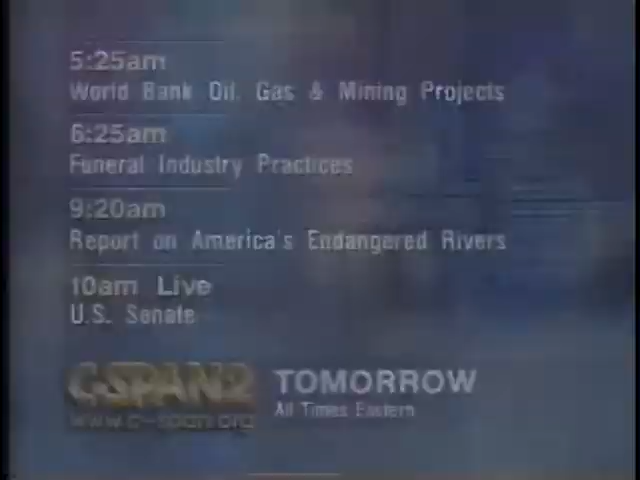 5:25am
World Bank Oil, Gas & Mining Projects
6:25am
Funeral Industry Practices
9:20am
Report on America's Endangered Rivers
10am Live
U.S. Senate
C-SPAN2
www.c-span.org
TOMORROW
All Times Eastern